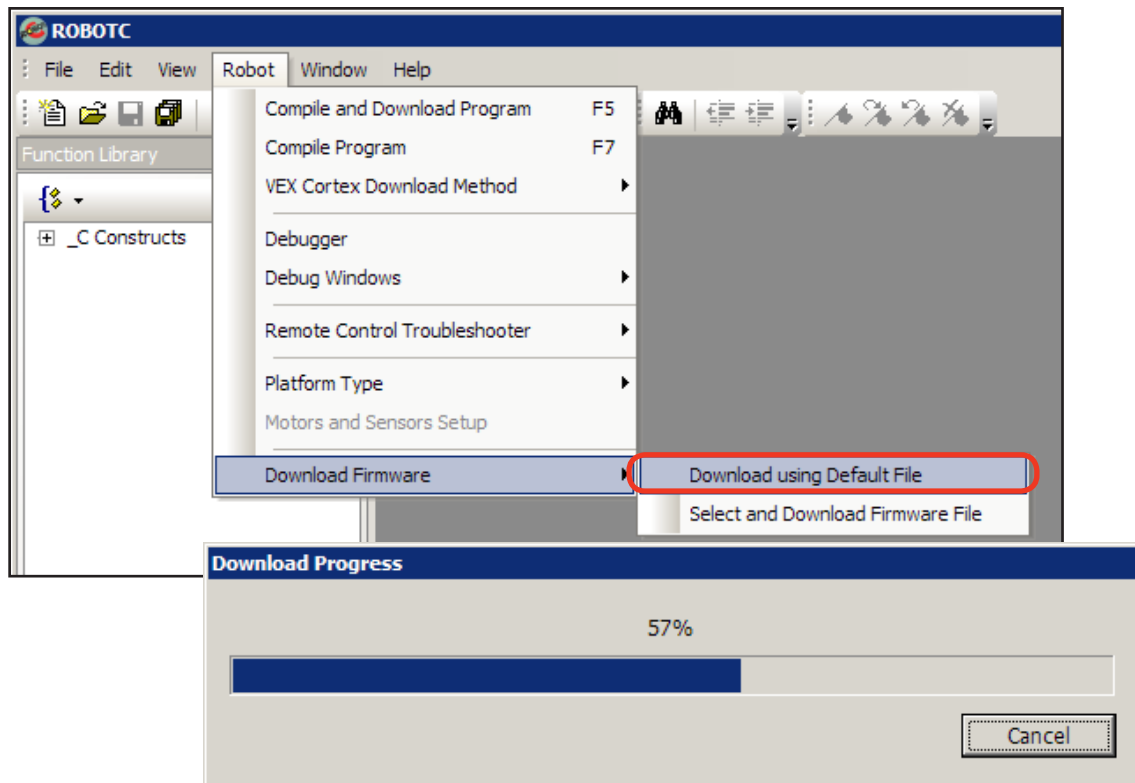 ROBOTC
File Edit View Robot Window Help
Compile and Download Program F5
Function Library
Compile Program F7
VEX Cortex Download Method
_C Constructs
Debugger
Debug Windows
Remote Control Troubleshooter
Platform Type
Motors and Sensors Setup
Download Firmware
Download using Default File
Select and Download Firmware File
Download Progress
57%
Cancel